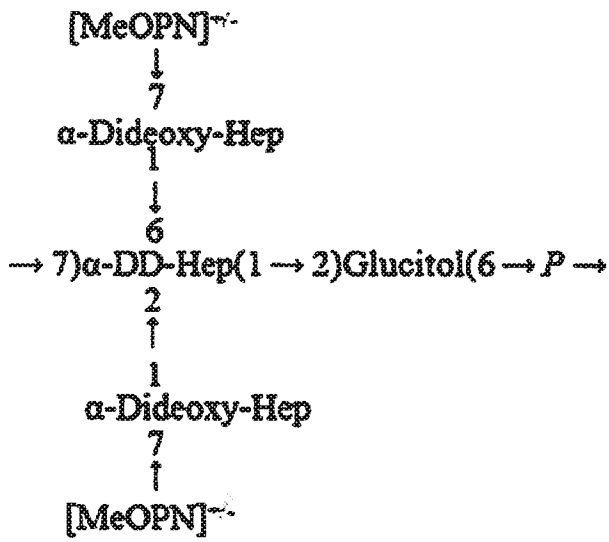 [MeOPN]+/-
↓
7
α-Dideoxy-Hep
1
↓
6
→ 7)α-DD-Hep(1 → 2)Glucitol(6 → P →
2
↑
1
α-Dideoxy-Hep
7
↑
[MeOPN]+/-